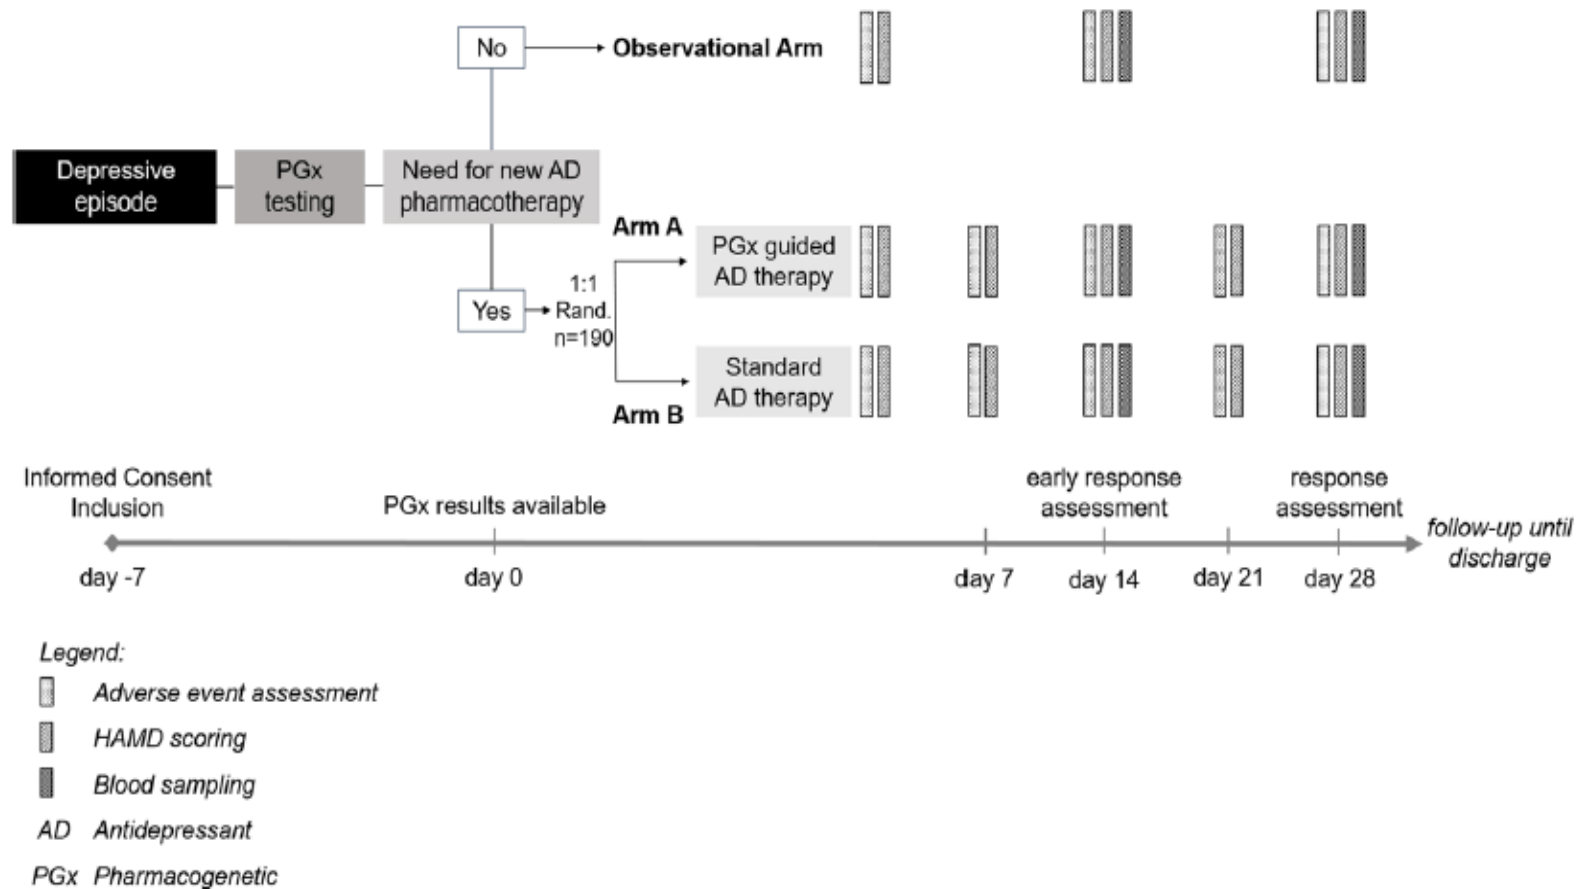 No
Observational Arm
Depressive
episode
PGx
testing
Need for new AD
pharmacotherapy
Arm A
PGx guided
AD therapy
Yes
1:1
Rand.
n=190
Standard
AD therapy
Arm B
Informed Consent
Inclusion
PGx results available
early response
assessment
response
assessment
follow-up until
discharge
day -7
day 0
day 7
day 14
day 21
day 28
Legend:
Adverse event assessment
HAMD scoring
Blood sampling
AD Antidepressant
PGx Pharmacogenetic